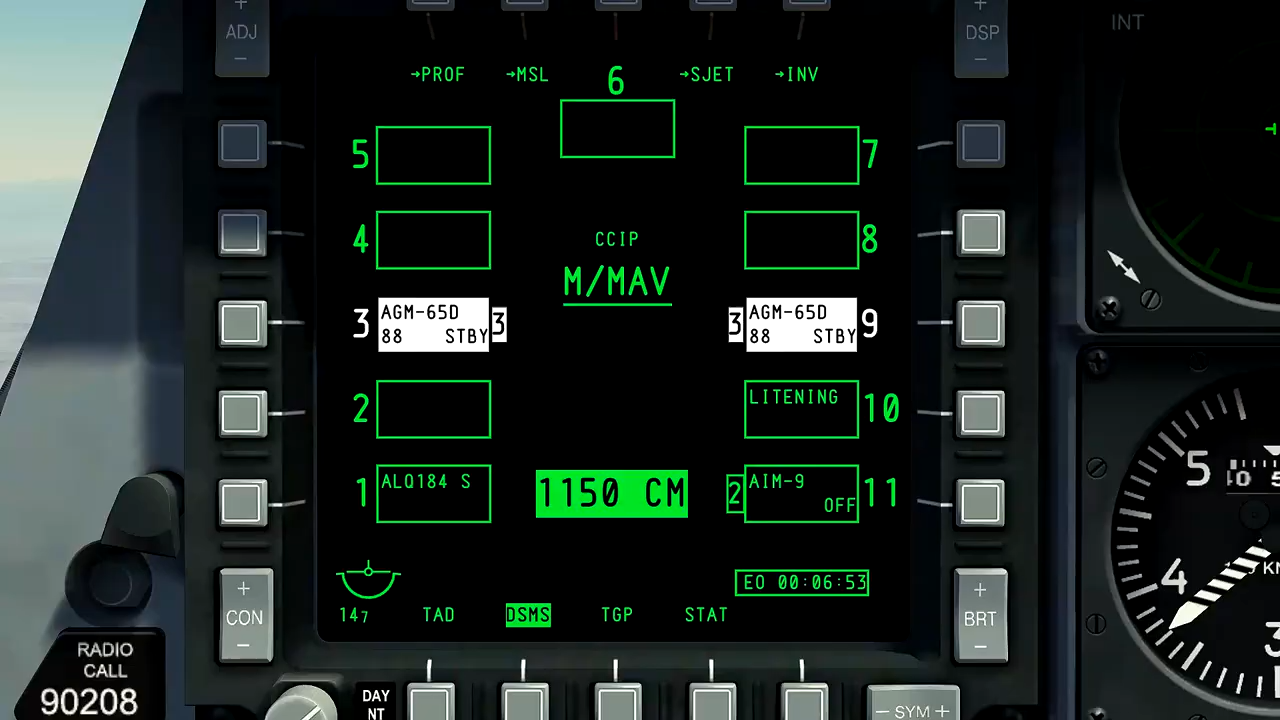 + ADJ −
+ DSP −
INT
→PROF →MSL 6 →SJET →INV
5 7
4 CCIP 8
M/MAV
3 AGM-65D 3
88 STBY
3 AGM-65D 9
88 STBY
2
LITENING 10
1 ALQ184 S
1150 CM
2 AIM-9 11
OFF
EO 00:06:53
147 TAD DSMS TGP STAT
+ CON −
+ BRT −
RADIO
CALL
90208
DAY
NT
− SYM +
5
4
3